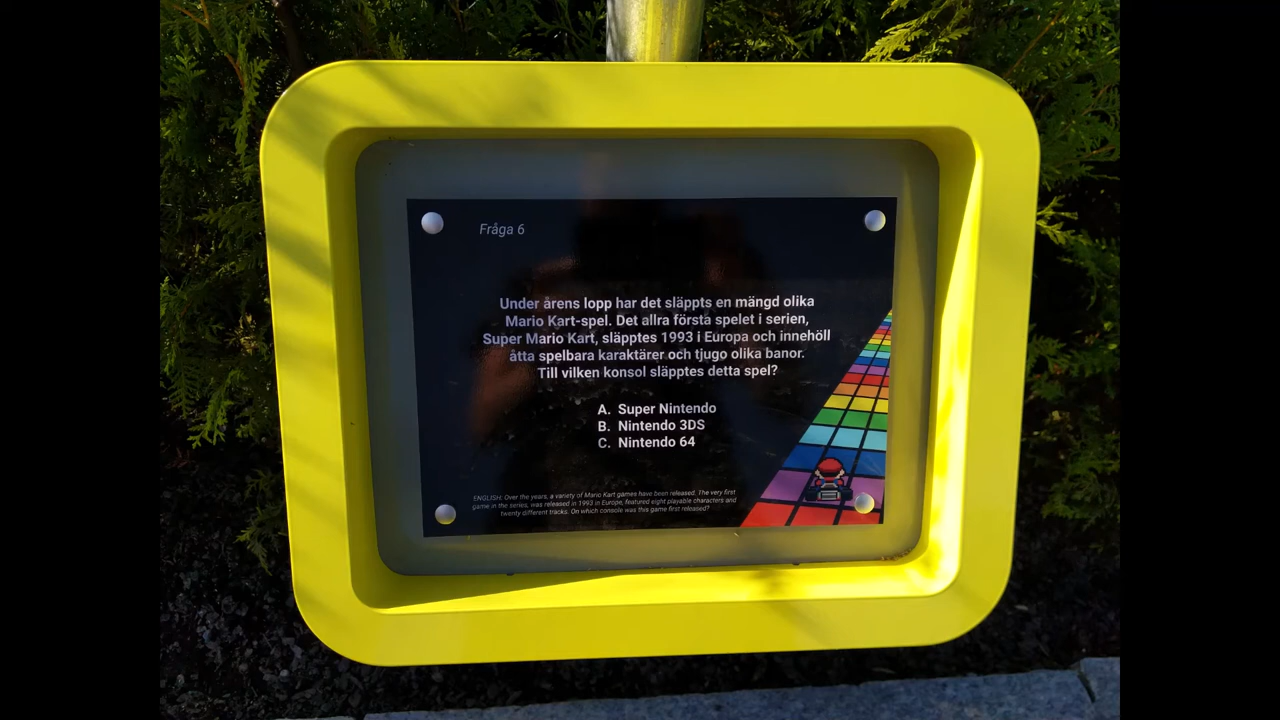 Fråga 6
Under årens lopp har det släppts en mängd olika
Mario Kart-spel. Det allra första spelet i serien,
Super Mario Kart, släpptes 1993 i Europa och innehöll
åtta spelbara karaktärer och tjugo olika banor.
Till vilken konsol släpptes detta spel?
A. Super Nintendo
B. Nintendo 3DS
C. Nintendo 64
ENGLISH: Over the years, a variety of Mario Kart games have been released. The very first
game in the series, was released in 1993 in Europe, featured eight playable characters and
twenty different tracks. On which console was this game first released?